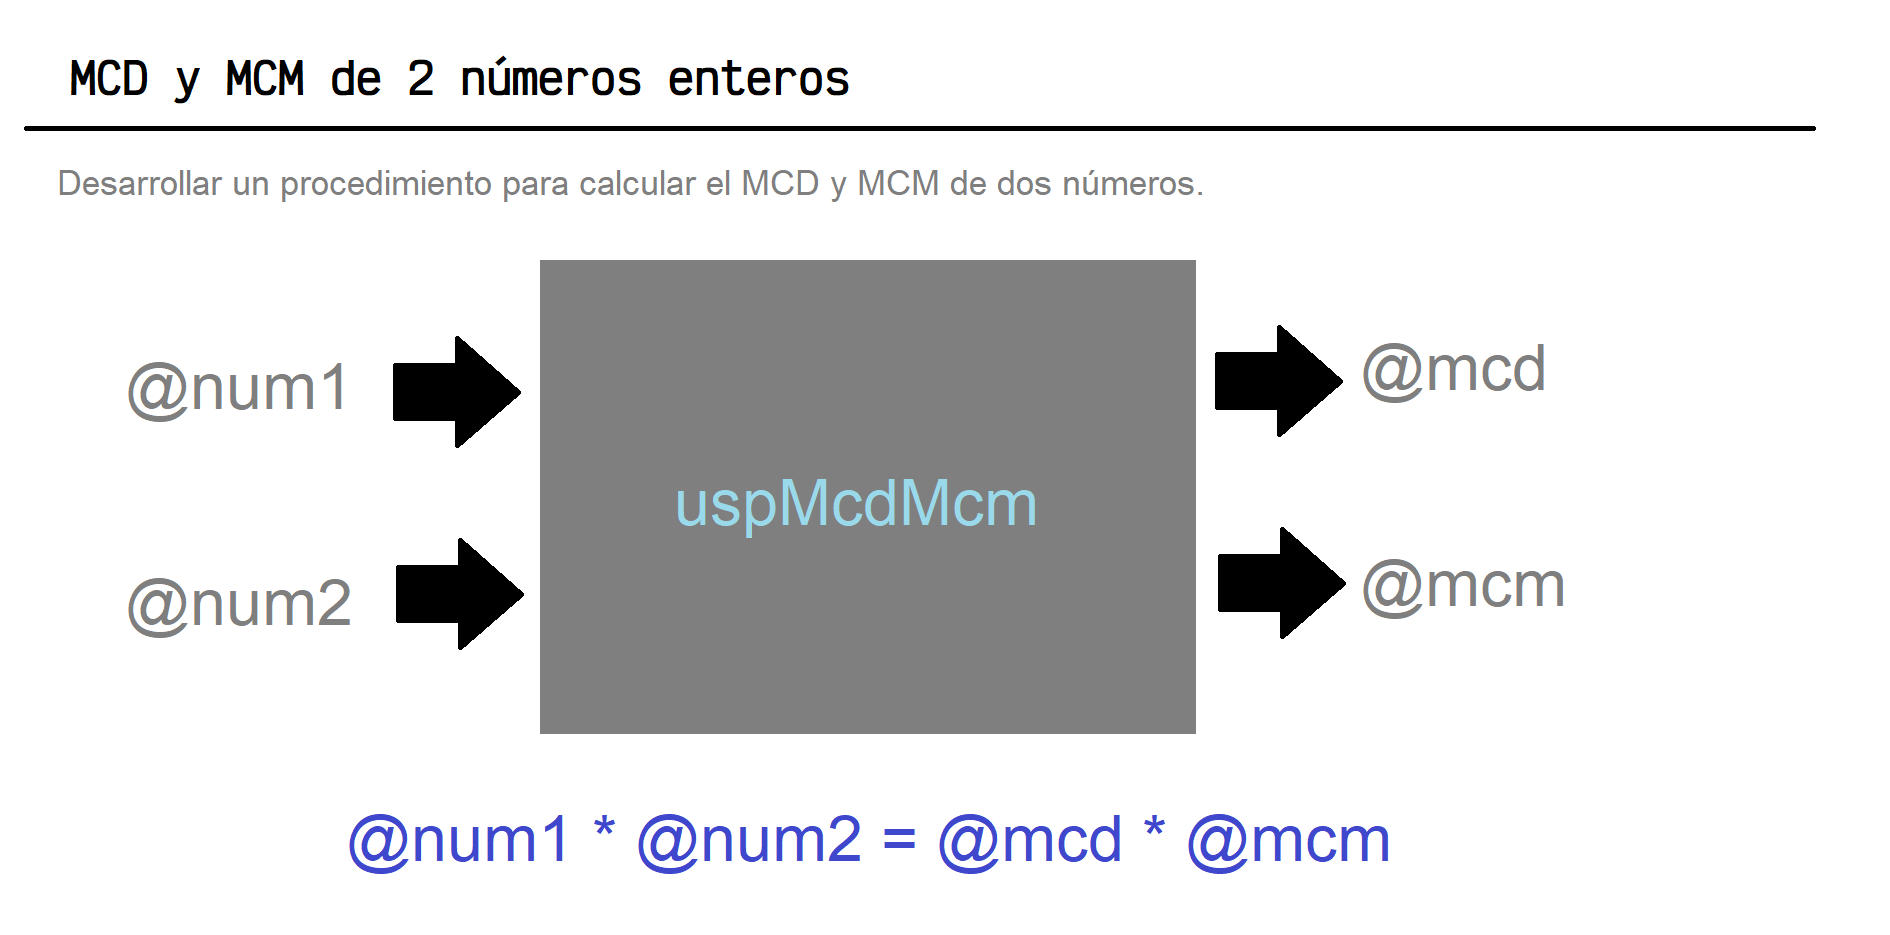 MCD y MCM de 2 números enteros
Desarrollar un procedimiento para calcular el MCD y MCM de dos números.
@num1
@mcd
uspMcdMcm
@num2
@mcm
@num1 * @num2 = @mcd * @mcm